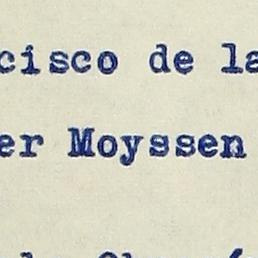 cisco de la
er Moyssen